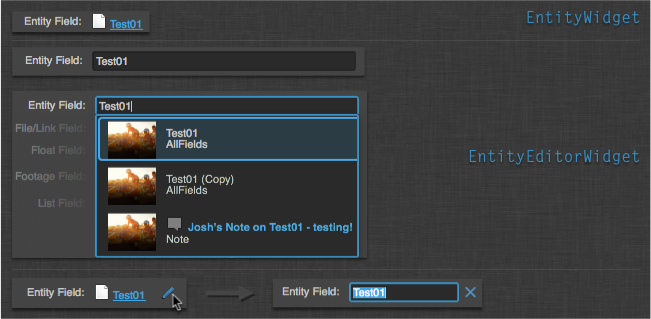 Entity Field: Test01
EntityWidget
Entity Field: Test01
Entity Field: Test01
Test01
File/Link Field:
AllFields
Float Field:
EntityEditorWidget
Test01 (Copy)
Footage Field:
AllFields
List Field:
Josh's Note on Test01 - testing!
Note
Entity Field: Test01
Entity Field: Test01